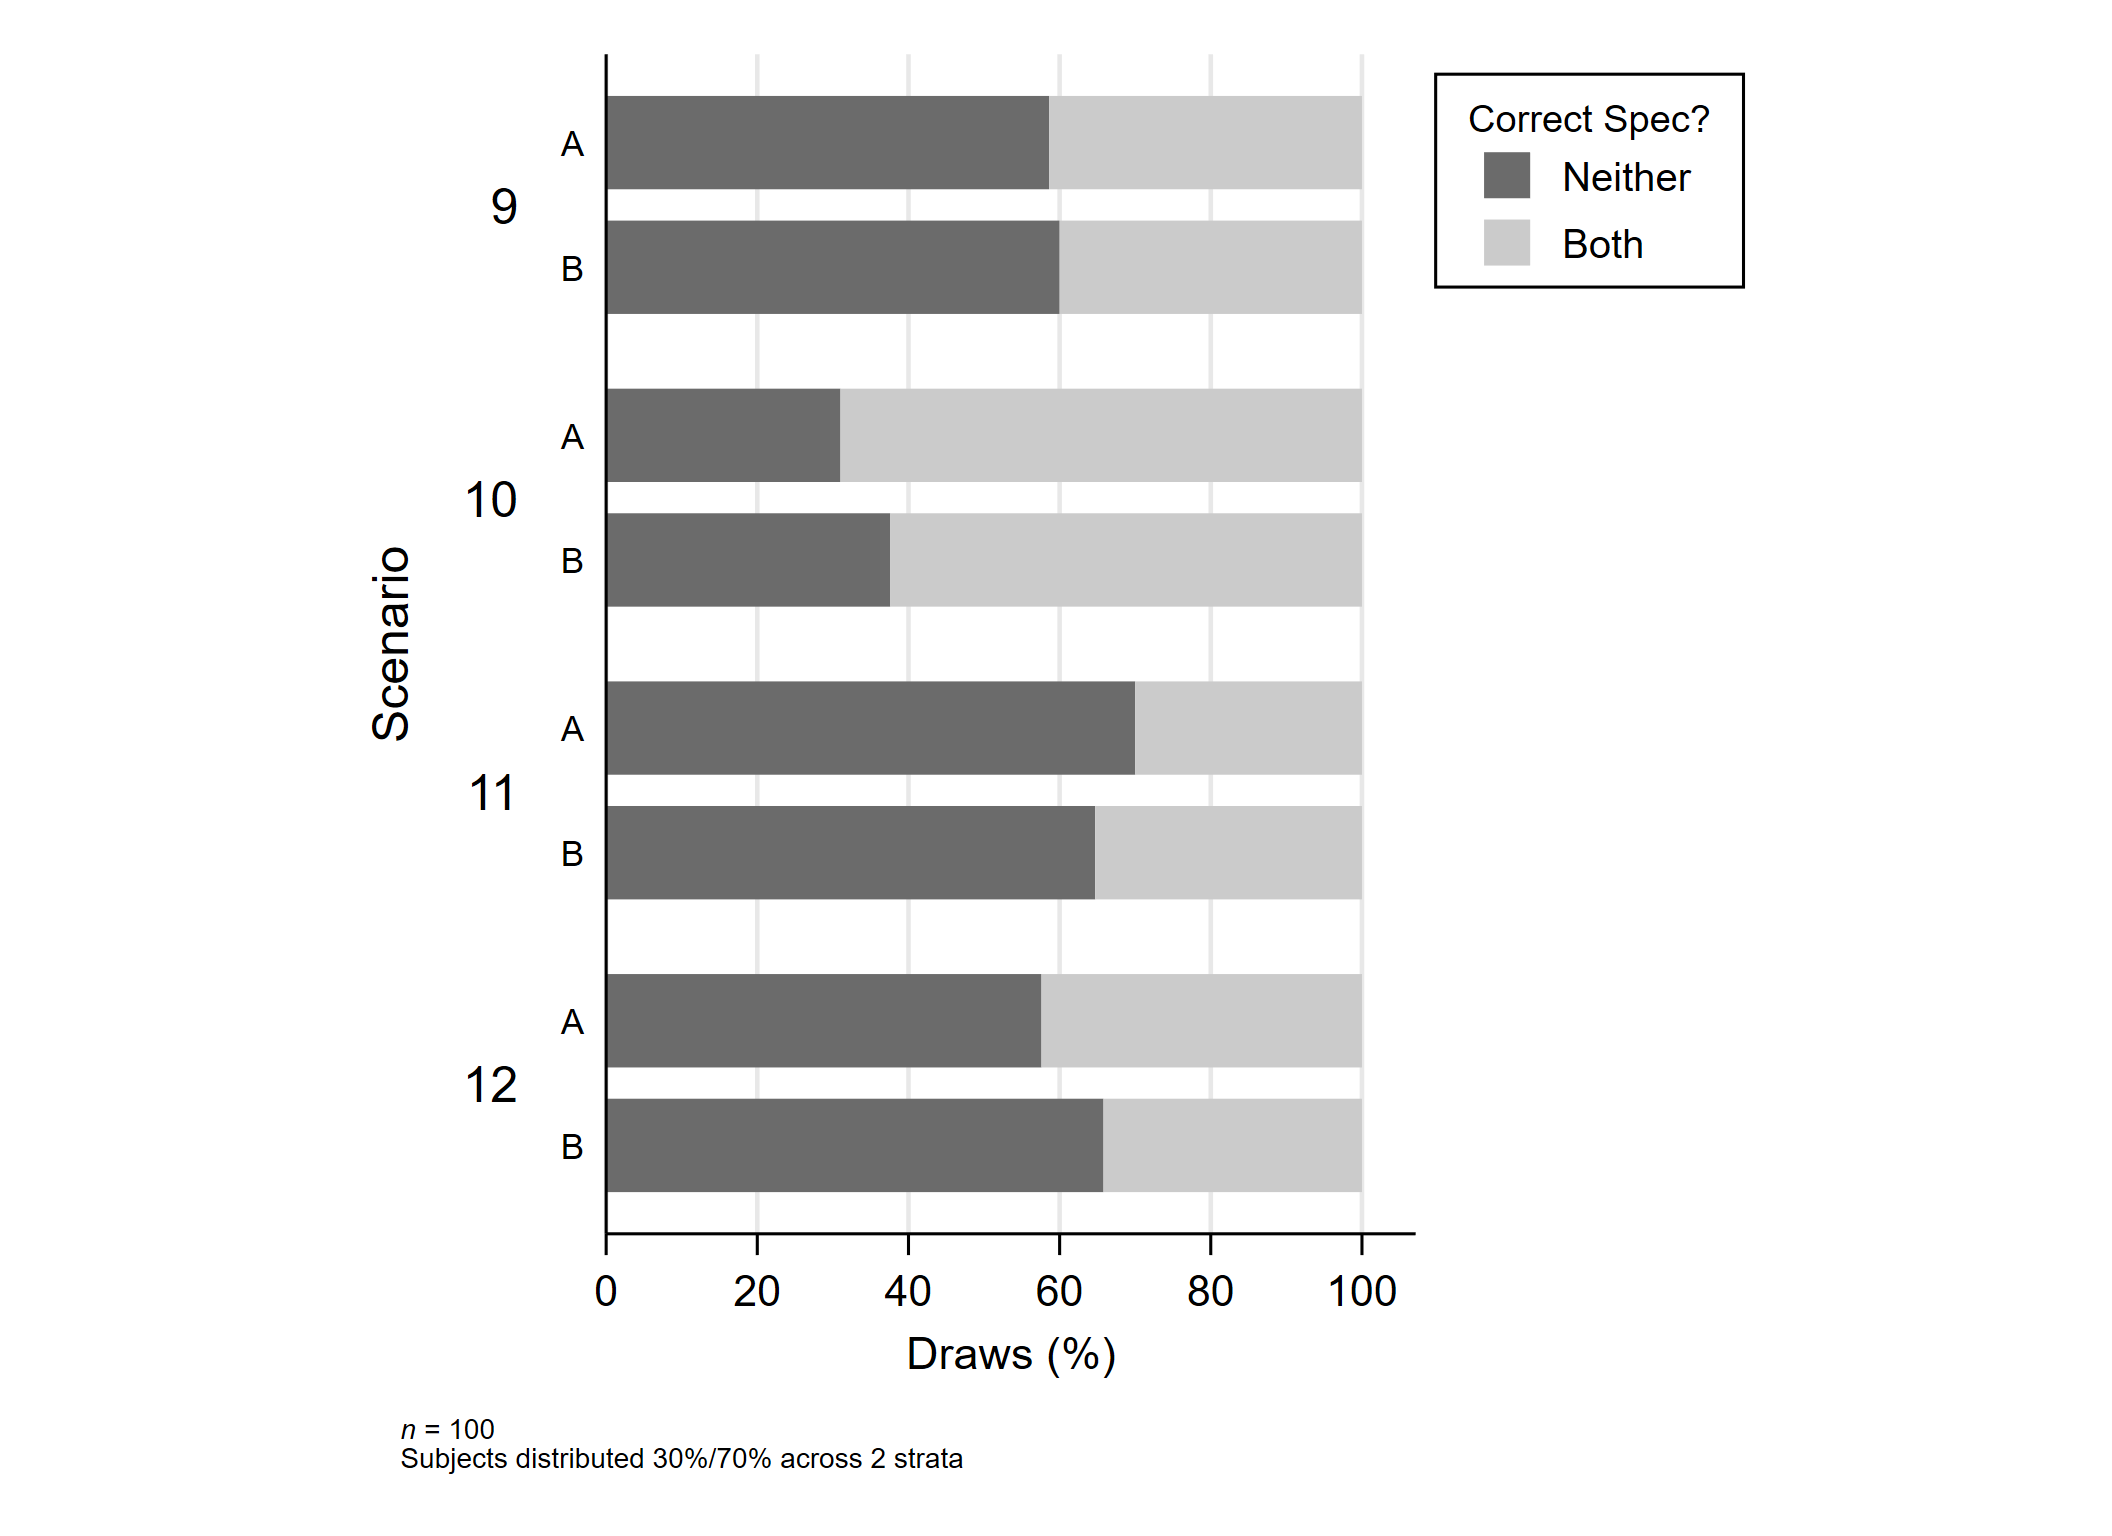 Correct Spec?
Neither
Both
Scenario
9
A
B
10
A
B
11
A
B
12
A
B
0 20 40 60 80 100
Draws (%)
n = 100
Subjects distributed 30%/70% across 2 strata